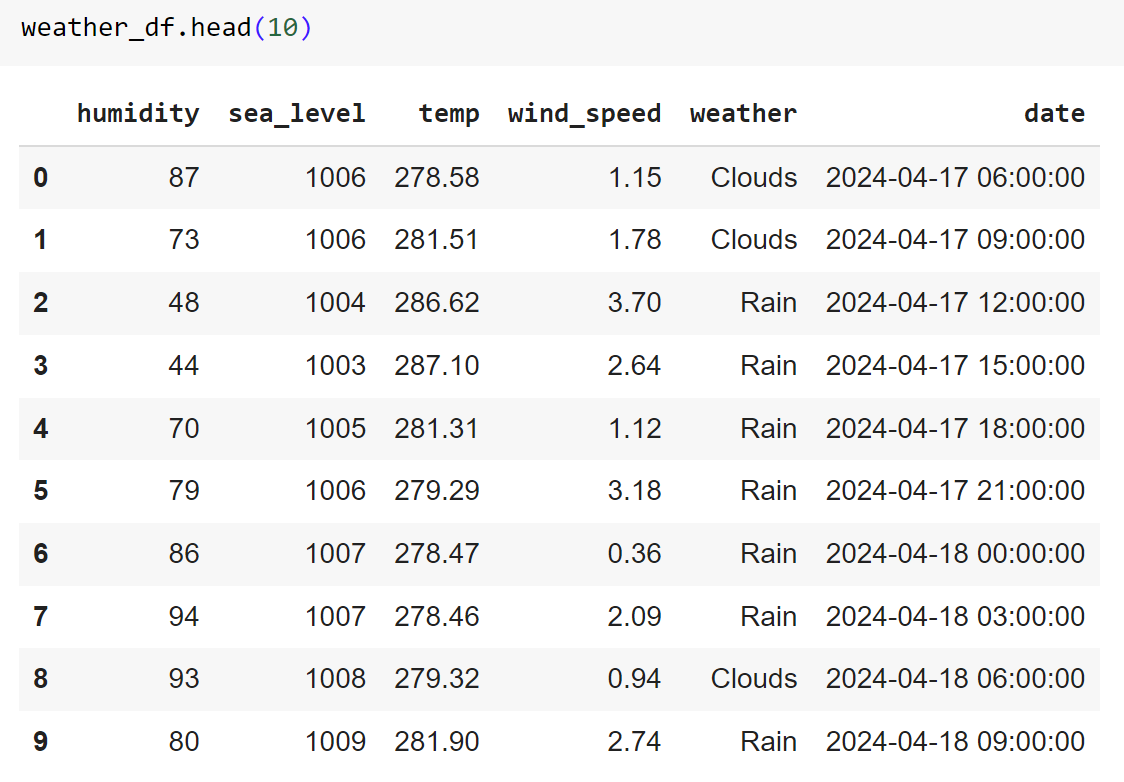 weather_df.head(10)
humidity sea_level temp wind_speed weather date
0 87 1006 278.58 1.15 Clouds 2024-04-17 06:00:00
1 73 1006 281.51 1.78 Clouds 2024-04-17 09:00:00
2 48 1004 286.62 3.70 Rain 2024-04-17 12:00:00
3 44 1003 287.10 2.64 Rain 2024-04-17 15:00:00
4 70 1005 281.31 1.12 Rain 2024-04-17 18:00:00
5 79 1006 279.29 3.18 Rain 2024-04-17 21:00:00
6 86 1007 278.47 0.36 Rain 2024-04-18 00:00:00
7 94 1007 278.46 2.09 Rain 2024-04-18 03:00:00
8 93 1008 279.32 0.94 Clouds 2024-04-18 06:00:00
9 80 1009 281.90 2.74 Rain 2024-04-18 09:00:00